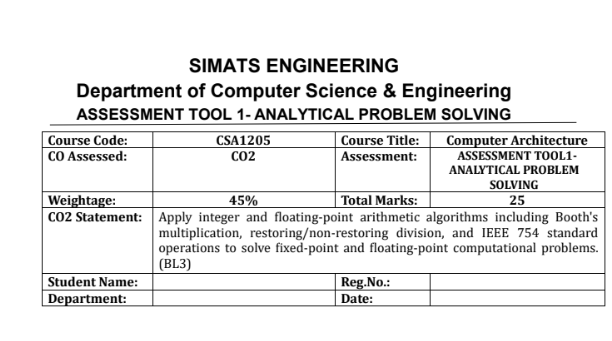 SIMATS ENGINEERING
Department of Computer Science & Engineering
ASSESSMENT TOOL 1- ANALYTICAL PROBLEM SOLVING
Course Code: CSA1205 Course Title: Computer Architecture
CO Assessed: CO2 Assessment: ASSESSMENT TOOL1-
ANALYTICAL PROBLEM
SOLVING
Weightage: 45% Total Marks: 25
CO2 Statement: Apply integer and floating-point arithmetic algorithms including Booth's
multiplication, restoring/non-restoring division, and IEEE 754 standard
operations to solve fixed-point and floating-point computational problems.
(BL3)
Student Name: Reg.No.:
Department: Date: